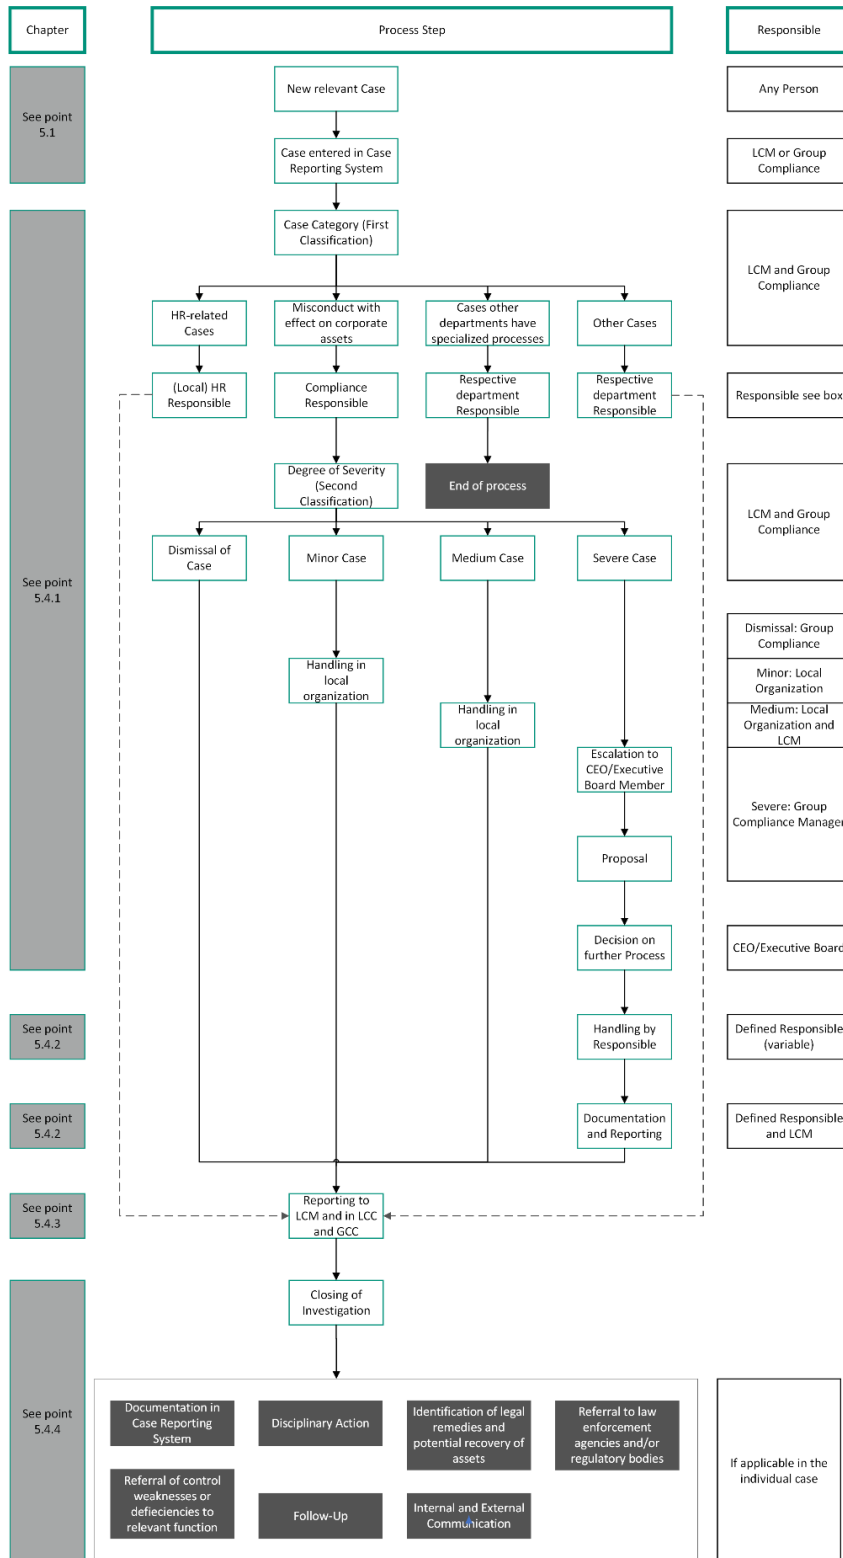 Chapter
Process Step
Responsible
See point
5.1
New relevant Case
Any Person
Case entered in Case
Reporting System
LCM or Group
Compliance
Case Category (First
Classification)
LCM and Group
Compliance
HR-related
Cases
Misconduct with
effect on corporate
assets
Cases other
departments have
specialized processes
Other Cases
(Local) HR
Responsible
Compliance
Responsible
Respective
department
Responsible
Respective
department
Responsible
Responsible see box
Degree of Severity
(Second
Classification)
End of process
LCM and Group
Compliance
See point
5.4.1
Dismissal of
Case
Minor Case
Medium Case
Severe Case
Dismissal: Group
Compliance
Handling in
local
organization
Minor: Local
Organization
Handling in
local
organization
Medium: Local
Organization and
LCM
Escalation to
CEO/Executive
Board Member
Severe: Group
Compliance Manager
Proposal
Decision on
further Process
CEO/Executive Board
See point
5.4.2
Handling by
Responsible
Defined Responsible
(variable)
See point
5.4.2
Documentation
and Reporting
Defined Responsible
and LCM
See point
5.4.3
Reporting to
LCM and in LCC
and GCC
Closing of
Investigation
See point
5.4.4
Documentation in
Case Reporting
System
Disciplinary Action
Identification of legal
remedies and
potential recovery of
assets
Referral to law
enforcement
agencies and/or
regulatory bodies
If applicable in the
individual case
Referral of control
weaknesses or
defieciencies to
relevant function
Follow-Up
Internal and External
Communication